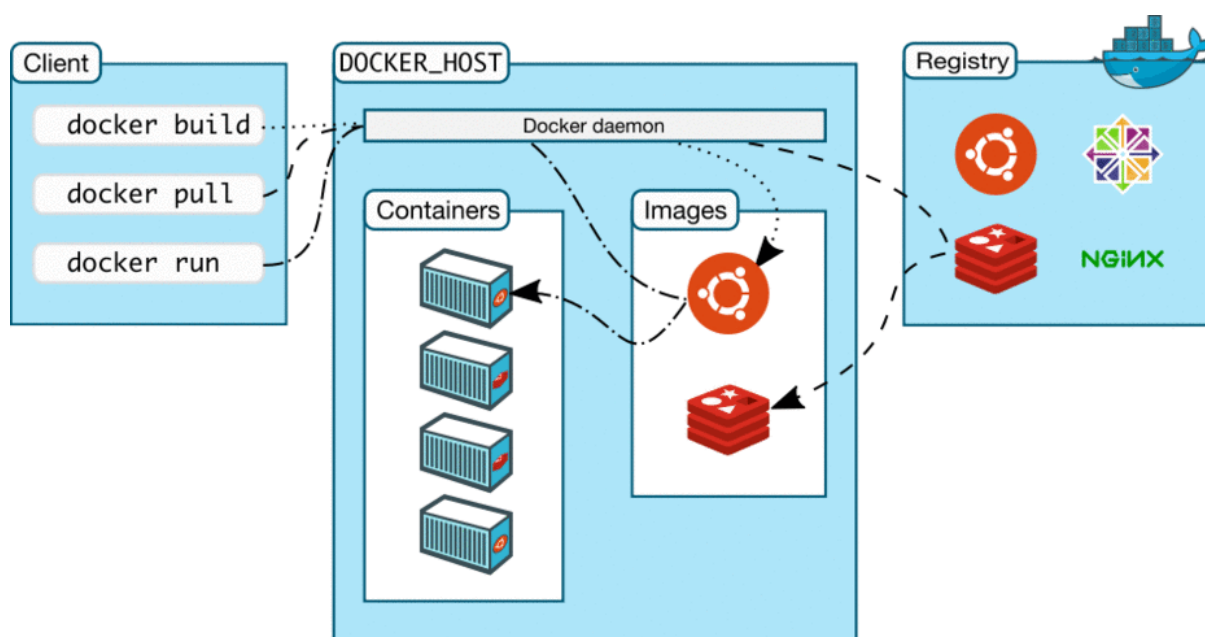 Client
docker build
docker pull
docker run
DOCKER_HOST
Docker daemon
Containers
Images
Registry
NGINX